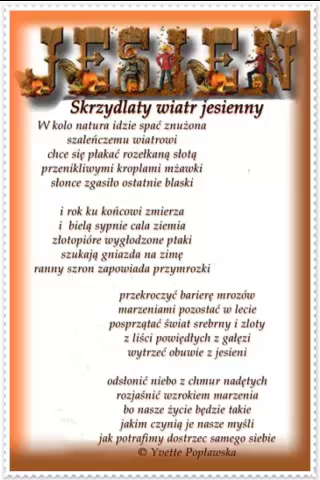 JESIEŃ
Skrzydlaty wiatr jesienny
W koło natura idzie spać znużona
szaleńczemu wiatrowi
chce się płakać rozełkaną słotą
przenikliwymi kroplami mżawki
słonce zgasiło ostatnie blaski
i rok ku końcowi zmierza
i bielą sypnie cala ziemia
złotopióre wygłodzone ptaki
szukają gniazda na zimę
ranny szron zapowiada przymrozki
przekroczyć barierę mrozów
marzeniami pozostać w lecie
posprzątać świat srebrny i zloty
z liści powiędłych z gałęzi
wytrzeć obuwie z jesieni
odsłonić niebo z chmur nadętych
rozjaśnić wzrokiem marzenia
bo nasze życie będzie takie
jakim czynią je nasze myśli
jak potrafimy dostrzec samego siebie
© Yvette Popławska